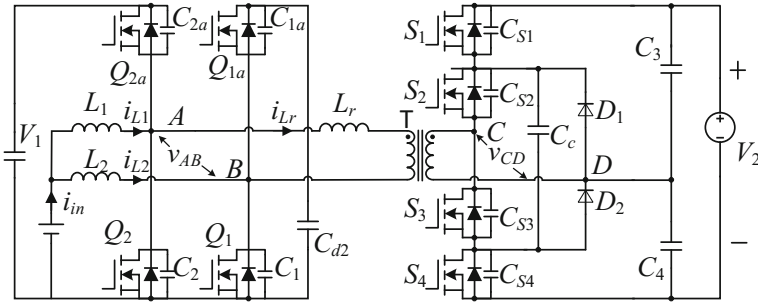 C2a C1a S1 CS1 C3
Q2a Q1a
S2 CS2 D1 +
L1 iL1 A iLr Lr T
V1 C Cc V2
L2 iL2 vAB B vCD D
iin S3 CS3 D2
Q2 Q1 Cd2 −
C2 C1 S4 CS4 C4